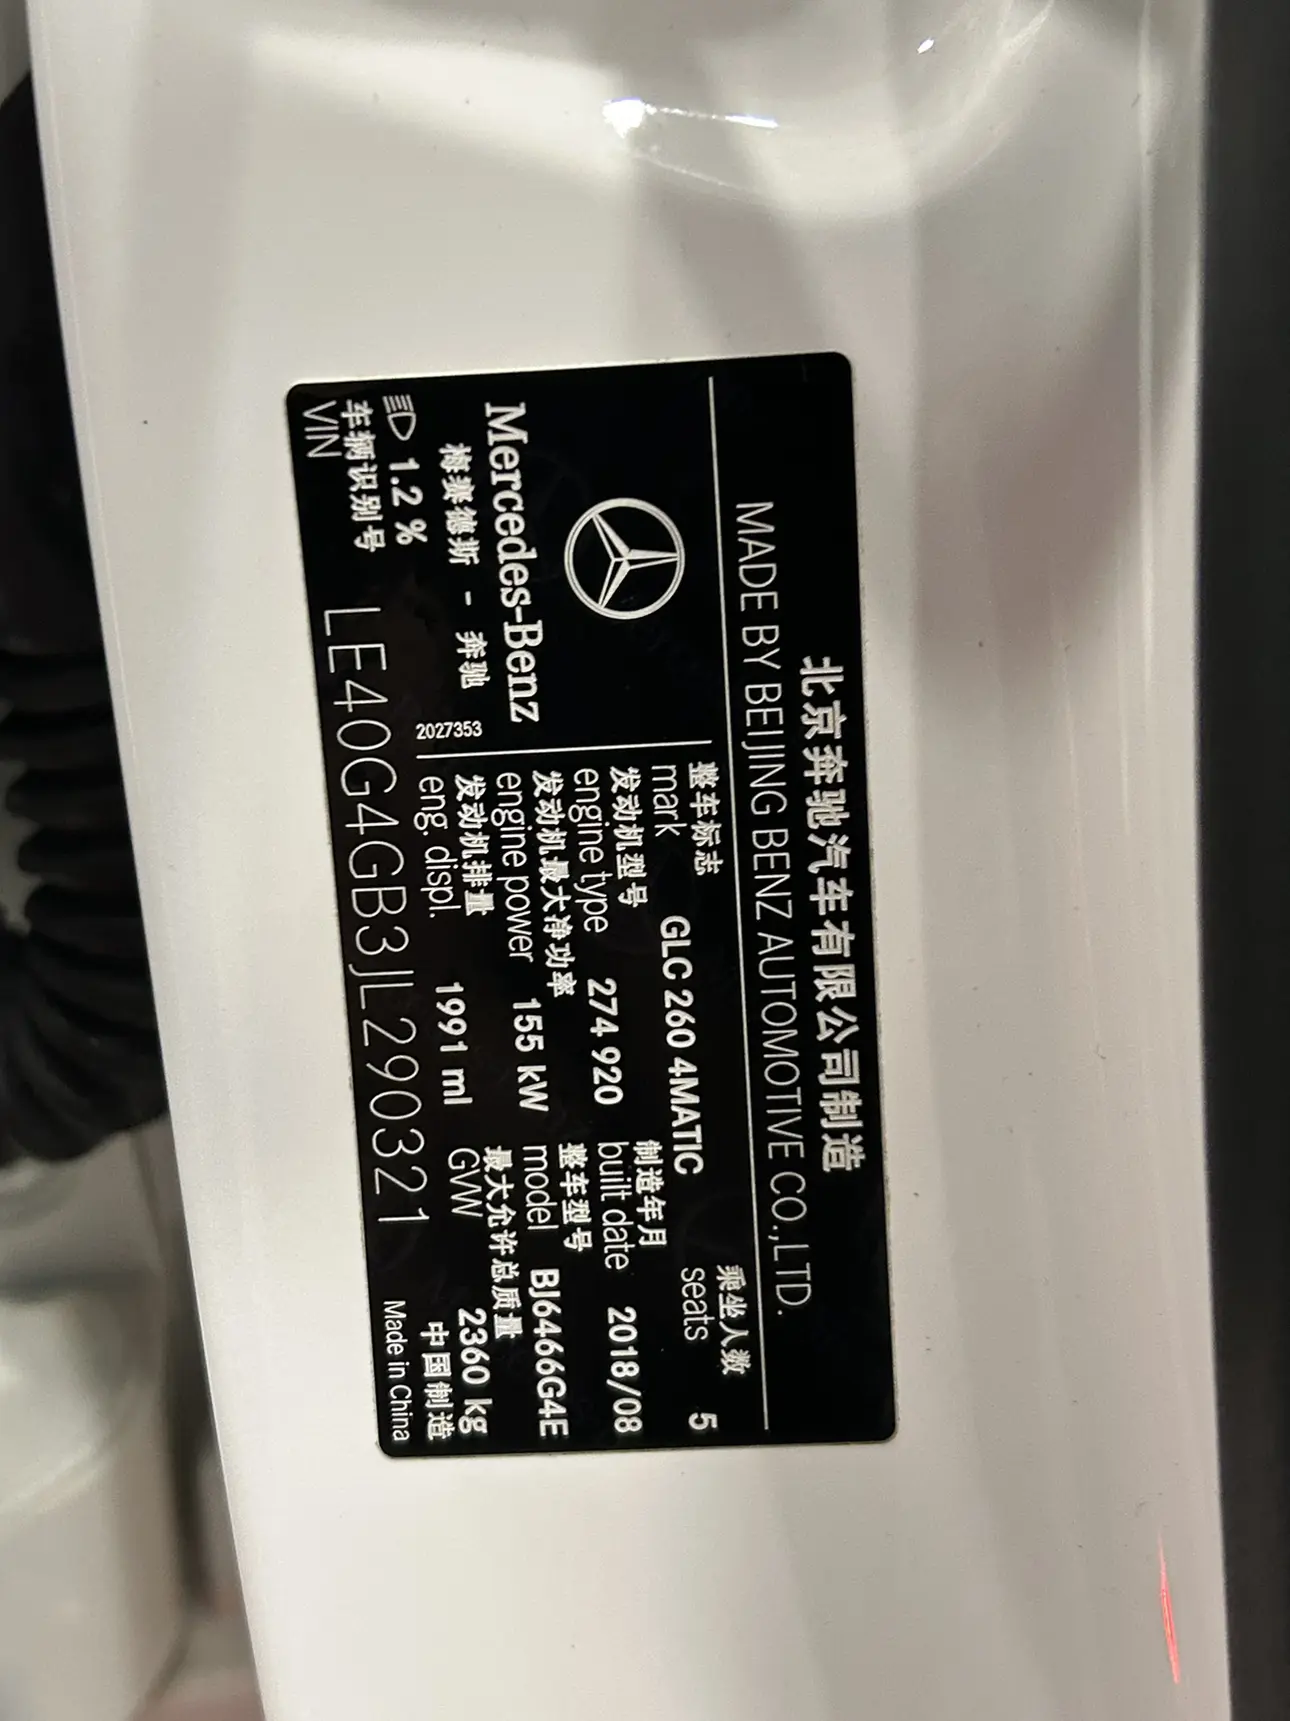 北京奔驰汽车有限公司制造
MADE BY BEIJING BENZ AUTOMOTIVE CO.,LTD.
Mercedes-Benz
梅赛德斯 - 奔驰
2027353
1.2 %
整车标志
mark GLC 260 4MATIC
乘坐人数
seats 5
发动机型号
engine type 274 920
制造年月
built date 2018/08
发动机最大净功率
engine power 155 kW
整车型号
model BJ6466G4E
发动机排量
eng. displ. 1991 ml
最大允许总质量
GVW 2360 kg
车辆识别号
VIN LE40G4GB3JL290321
中国制造
Made in China